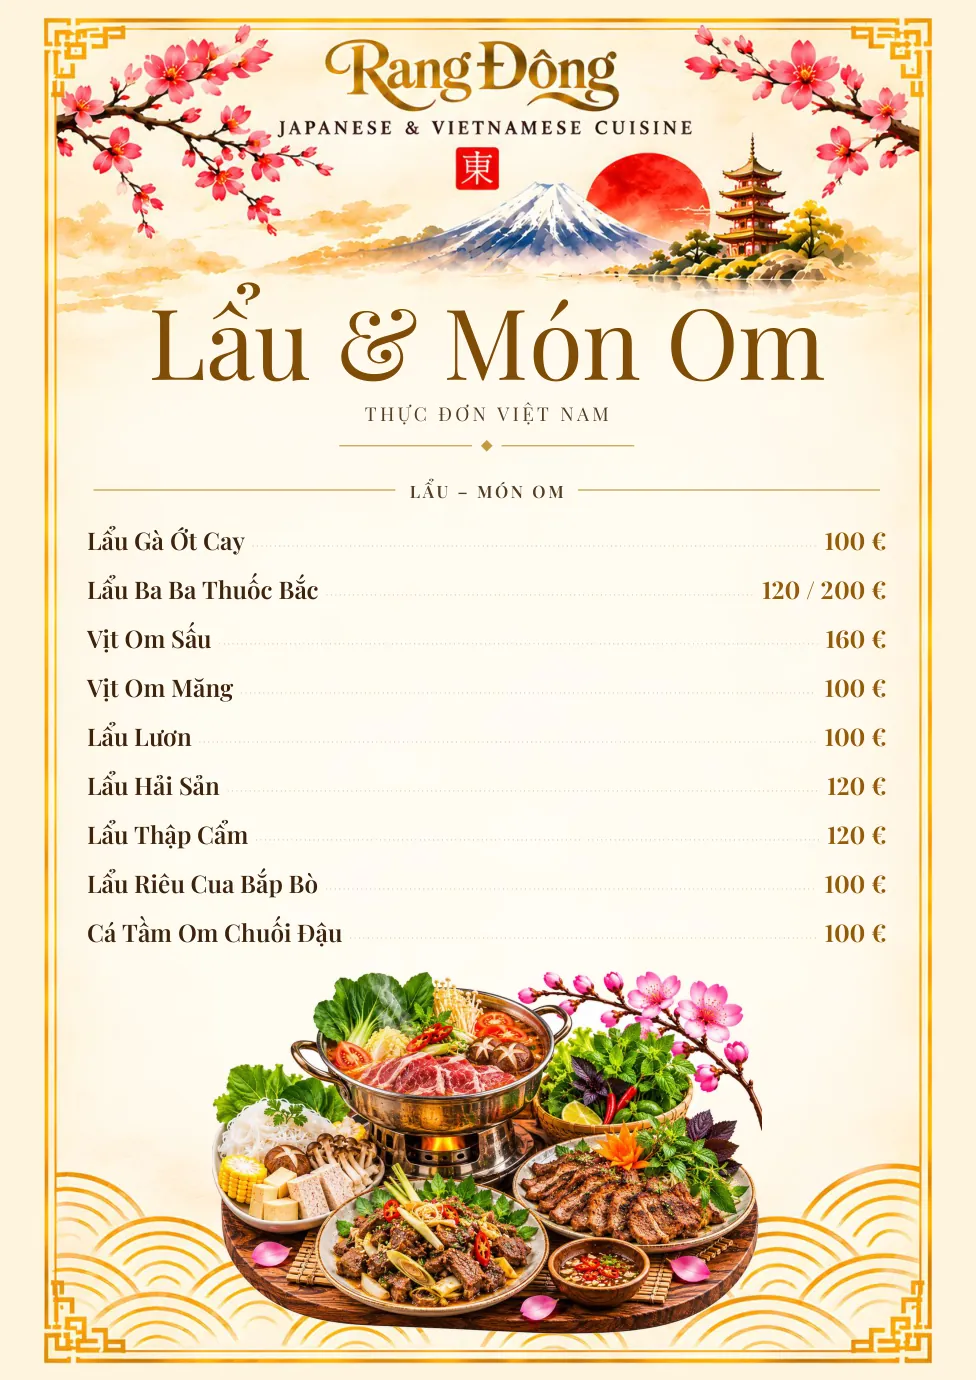 Rang Đông
JAPANESE & VIETNAMESE CUISINE
東
Lẩu & Món Om
THỰC ĐƠN VIỆT NAM
LẨU – MÓN OM
Lẩu Gà Ớt Cay 100 €
Lẩu Ba Ba Thuốc Bắc 120 / 200 €
Vịt Om Sấu 160 €
Vịt Om Măng 100 €
Lẩu Lươn 100 €
Lẩu Hải Sản 120 €
Lẩu Thập Cẩm 120 €
Lẩu Riêu Cua Bắp Bò 100 €
Cá Tầm Om Chuối Đậu 100 €